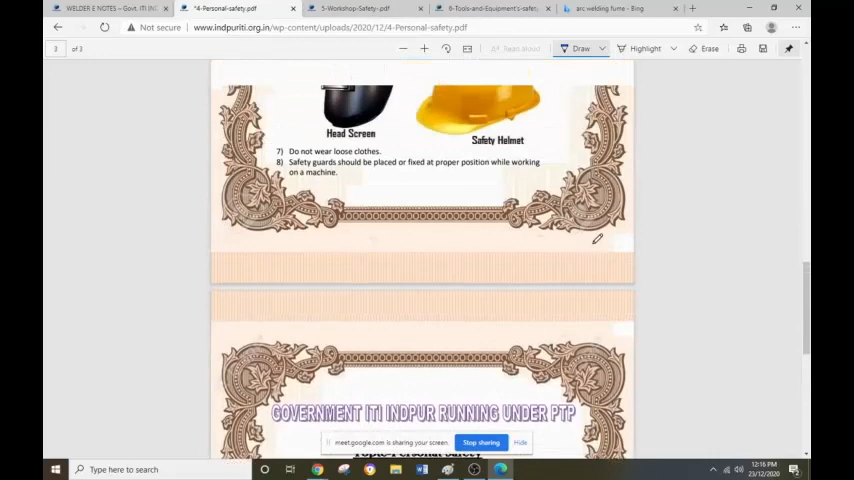 WELDER E NOTES – Govt. ITI IND
*4-Personal-safety.pdf
5-Workshop-Safety-.pdf
6-Tools-and-Equipment's-safety.
arc welding fume - Bing
Not secure
www.indpuriti.org.in/wp-content/uploads/2020/12/4-Personal-safety.pdf
3 of 3
Read aloud
Draw
Highlight
Erase
Head Screen
Safety Helmet
7) Do not wear loose clothes.
8) Safety guards should be placed or fixed at proper position while working
on a machine.
GOVERNMENT ITI INDPUR RUNNING UNDER PTP
Topic-Personal Safety
meet.google.com is sharing your screen.
Stop sharing
Hide
Type here to search
12:16 PM
23/12/2020